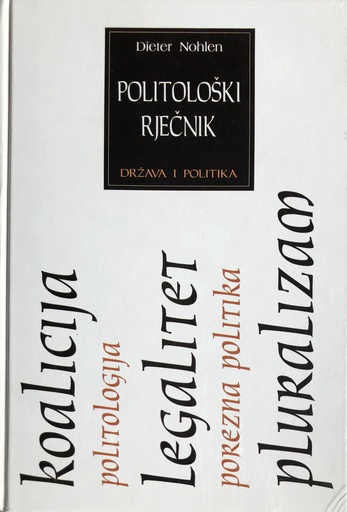 Dieter Nohlen
POLITOLOŠKI
RJEČNIK
DRŽAVA I POLITIKA
koalicija
politologija
legalitet
porezna politika
pluralizam